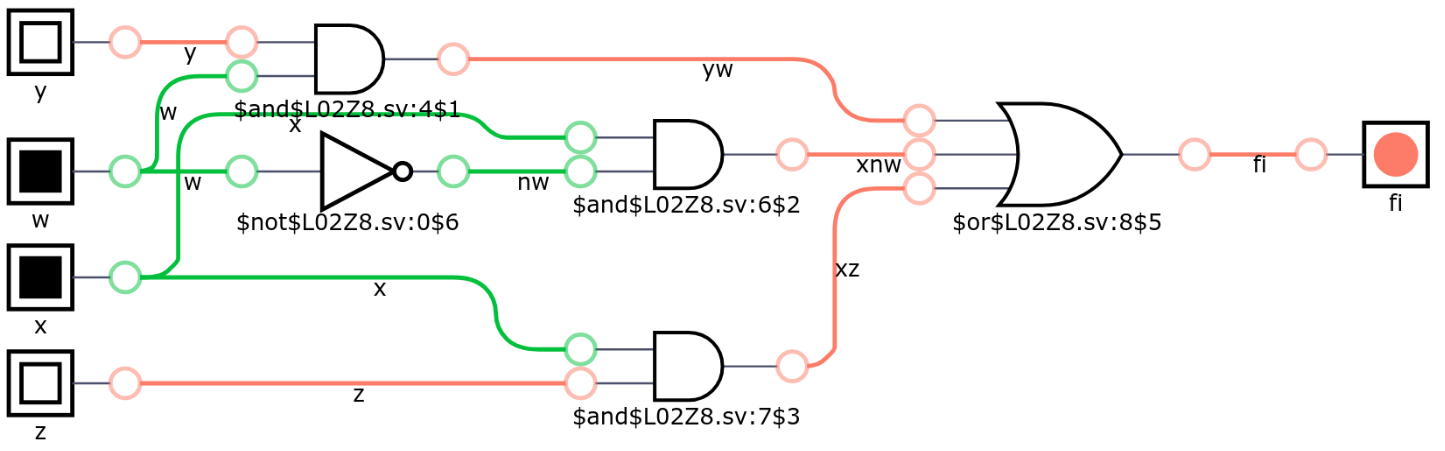 y
y
w
$and$L02Z8.sv:4$1
yw
x
w
w
$not$L02Z8.sv:0$6
nw
$and$L02Z8.sv:6$2
xnw
$or$L02Z8.sv:8$5
fi
fi
x
x
xz
z
z
$and$L02Z8.sv:7$3